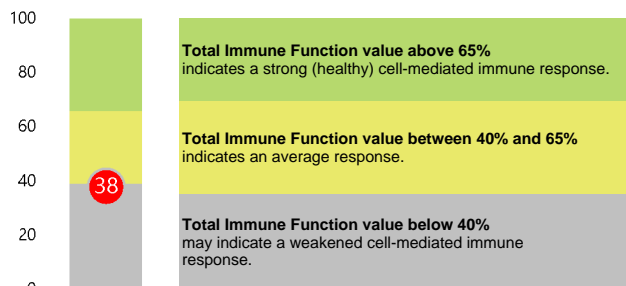 100
Total Immune Function value above 65%
indicates a strong (healthy) cell-mediated immune response.
80
60
Total Immune Function value between 40% and 65%
indicates an average response.
40
38
Total Immune Function value below 40%
may indicate a weakened cell-mediated immune
response.
20
0